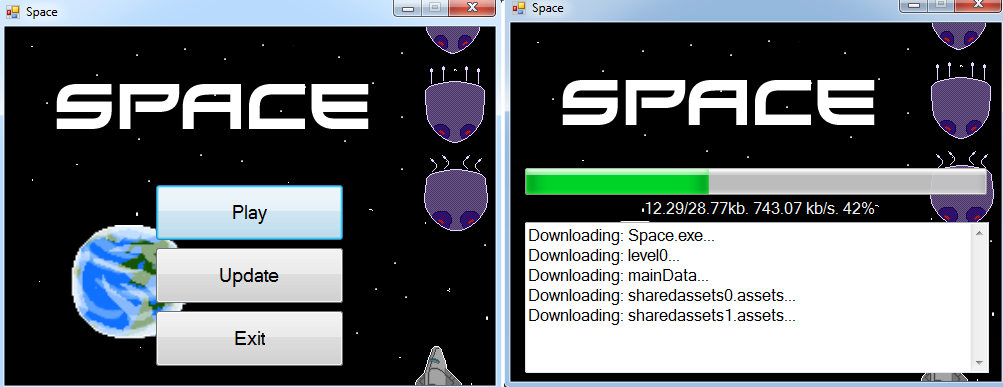 Space
SPACE
Play
Update
Exit
Space
SPACE
12.29/28.77kb. 743.07 kb/s. 42%
Downloading: Space.exe...
Downloading: level0...
Downloading: mainData...
Downloading: sharedassets0.assets...
Downloading: sharedassets1.assets...